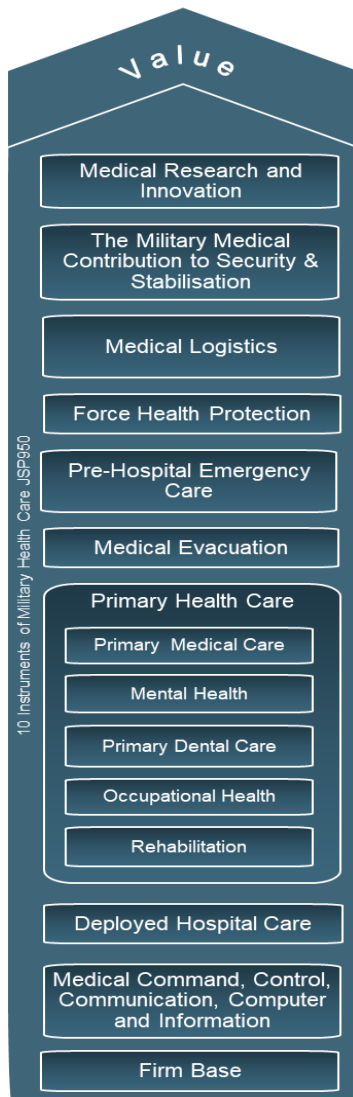 Value
Medical Research and
Innovation
The Military Medical
Contribution to Security &
Stabilisation
Medical Logistics
Force Health Protection
Pre-Hospital Emergency
Care
Medical Evacuation
Primary Health Care
Primary Medical Care
Mental Health
Primary Dental Care
Occupational Health
Rehabilitation
Deployed Hospital Care
Medical Command, Control,
Communication, Computer
and Information
Firm Base
10 Instruments of Military Health Care JSP950